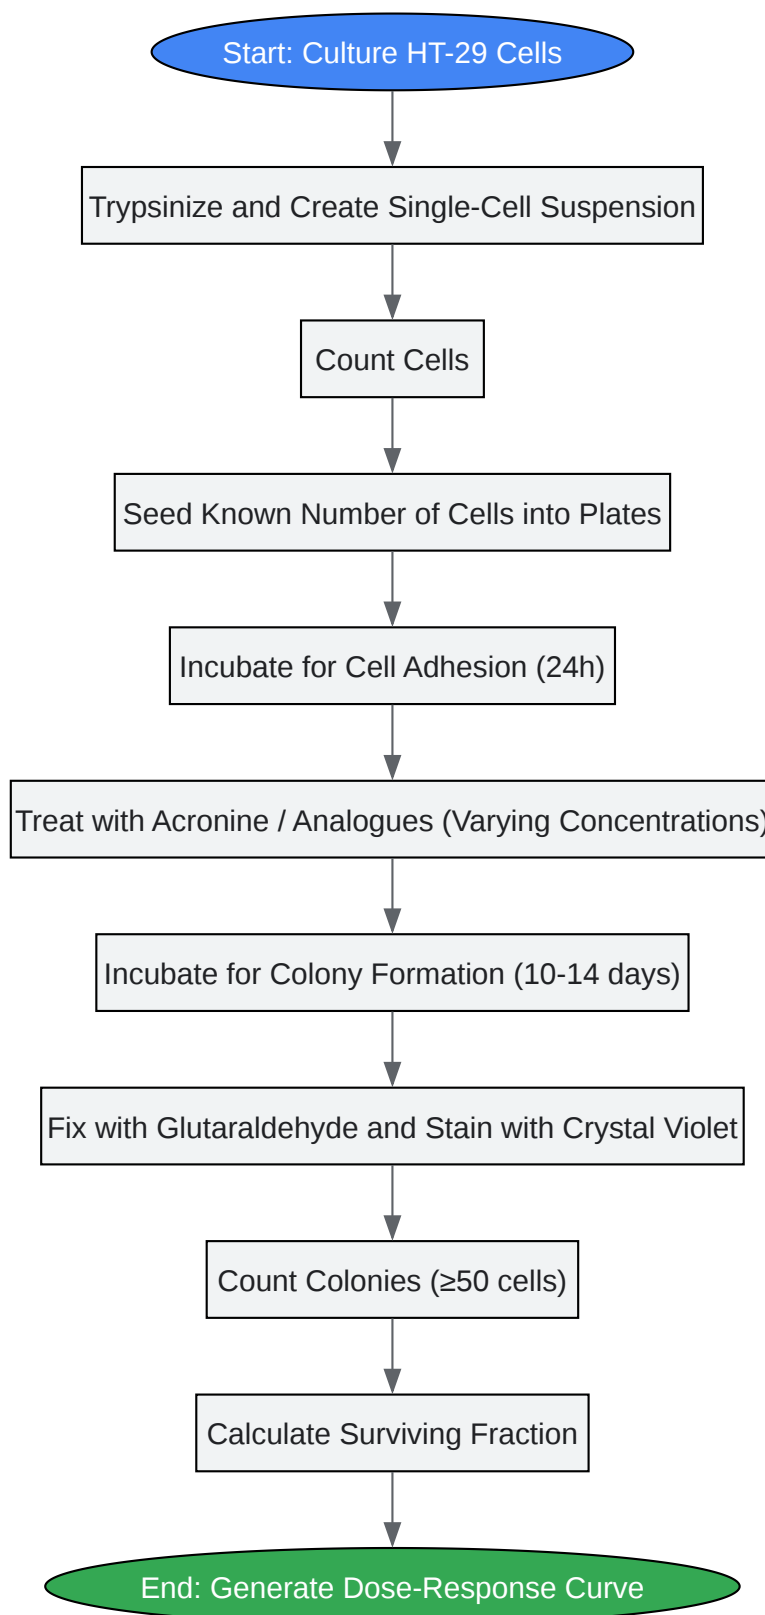 Start: Culture HT-29 Cells
Trypsinize and Create Single-Cell Suspension
Count Cells
Seed Known Number of Cells into Plates
Incubate for Cell Adhesion (24h)
Treat with Acronine / Analogues (Varying Concentrations)
Incubate for Colony Formation (10-14 days)
Fix with Glutaraldehyde and Stain with Crystal Violet
Count Colonies (≥50 cells)
Calculate Surviving Fraction
End: Generate Dose-Response Curve